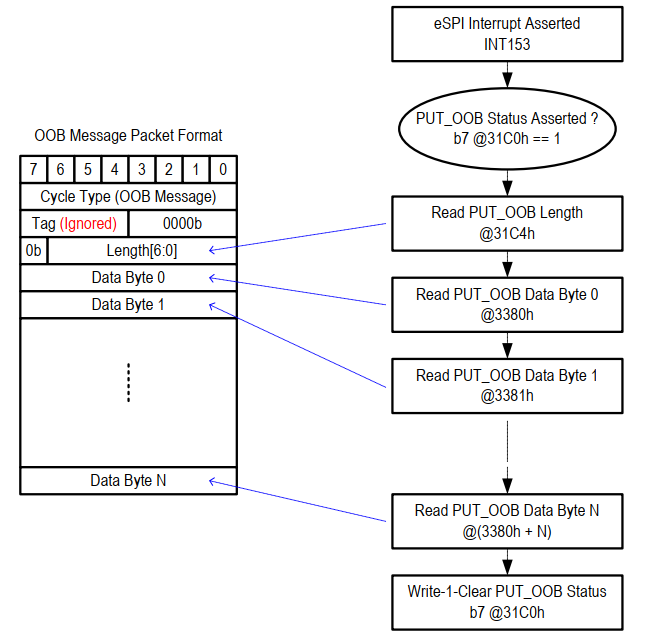 OOB Message Packet Format
7 6 5 4 3 2 1 0
Cycle Type (OOB Message)
Tag (Ignored) 0000b
0b Length[6:0]
Data Byte 0
Data Byte 1
Data Byte N
eSPI Interrupt Asserted
INT153
PUT_OOB Status Asserted ?
b7 @31C0h == 1
Read PUT_OOB Length
@31C4h
Read PUT_OOB Data Byte 0
@3380h
Read PUT_OOB Data Byte 1
@3381h
Read PUT_OOB Data Byte N
@(3380h + N)
Write-1-Clear PUT_OOB Status
b7 @31C0h